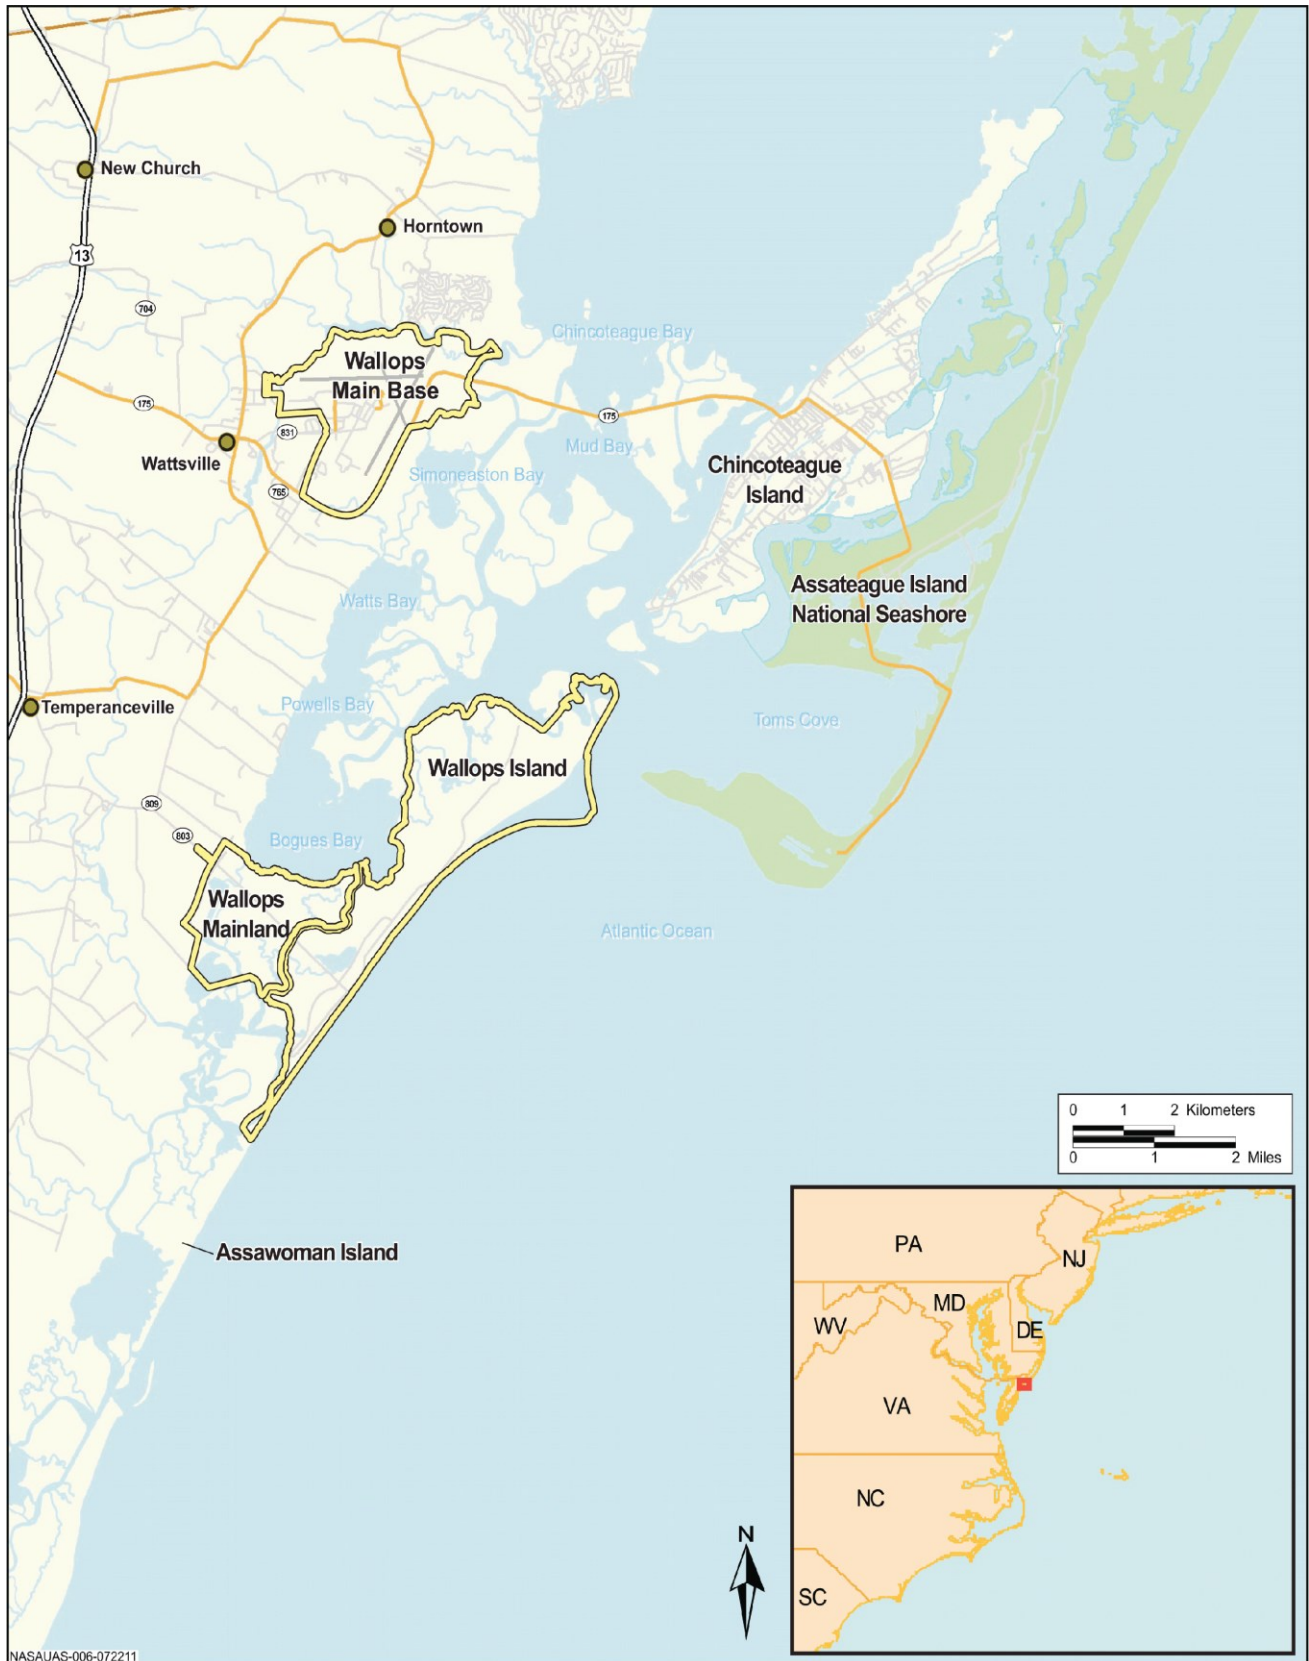 New Church
Horntown
13
704
Chincoteague Bay
Wallops
Main Base
175
175
831
Mud Bay
Wattsville
Chincoteague
Island
Simoneaston Bay
765
Assateague Island
National Seashore
Watts Bay
Powells Bay
Temperanceville
Toms Cove
Wallops Island
809
803
Bogues Bay
Wallops
Mainland
Atlantic Ocean
0 1 2 Kilometers
0 1 2 Miles
Assawoman Island
PA
NJ
MD
WV
DE
VA
NC
SC
N
NASAUAS-006-072211